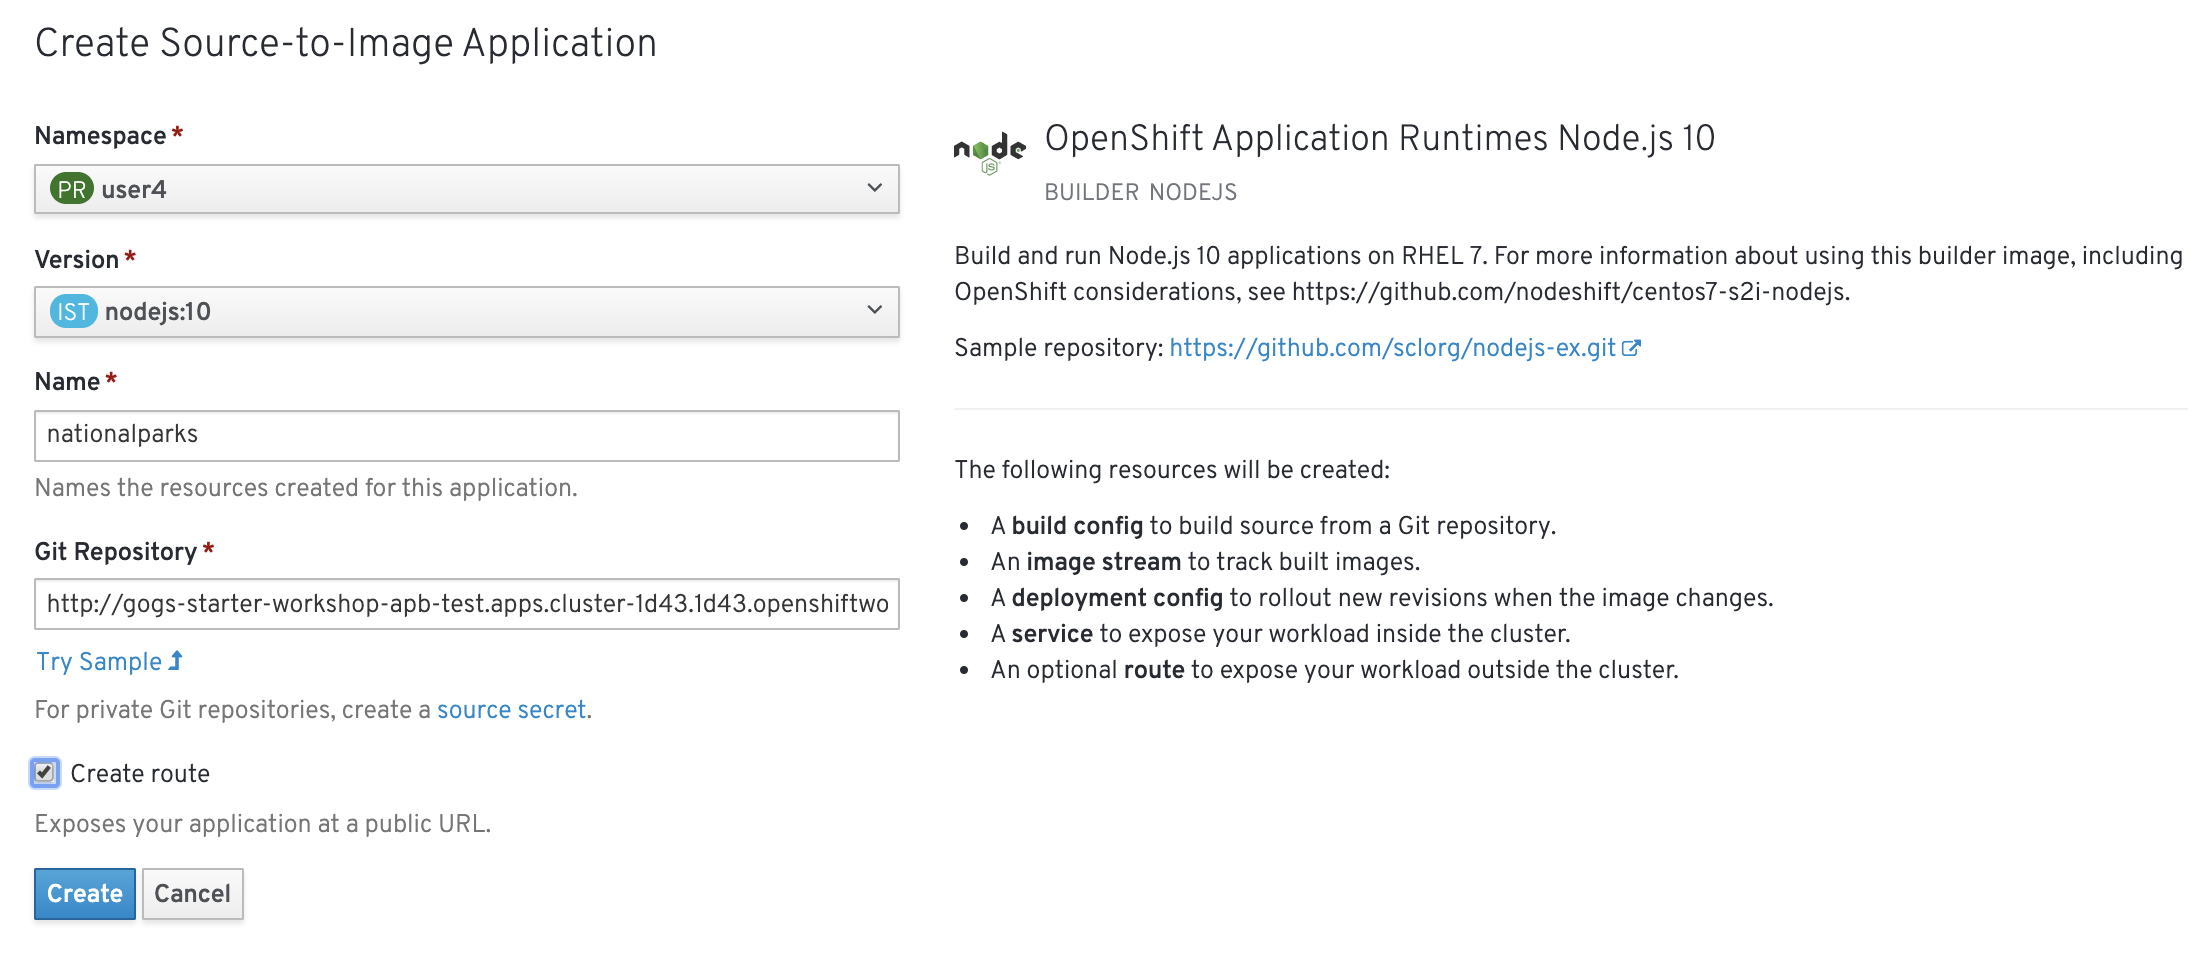 Create Source-to-Image Application
Namespace *
PR user4
Version *
IST nodejs:10
Name *
nationalparks
Names the resources created for this application.
Git Repository *
http://gogs-starter-workshop-apb-test.apps.cluster-1d43.1d43.openshiftwo
Try Sample
For private Git repositories, create a source secret.
Create route
Exposes your application at a public URL.
Create Cancel
node
JS
OpenShift Application Runtimes Node.js 10
BUILDER NODEJS
Build and run Node.js 10 applications on RHEL 7. For more information about using this builder image, including
OpenShift considerations, see https://github.com/nodeshift/centos7-s2i-nodejs.
Sample repository: https://github.com/sclorg/nodejs-ex.git
The following resources will be created:
• A build config to build source from a Git repository.
• An image stream to track built images.
• A deployment config to rollout new revisions when the image changes.
• A service to expose your workload inside the cluster.
• An optional route to expose your workload outside the cluster.